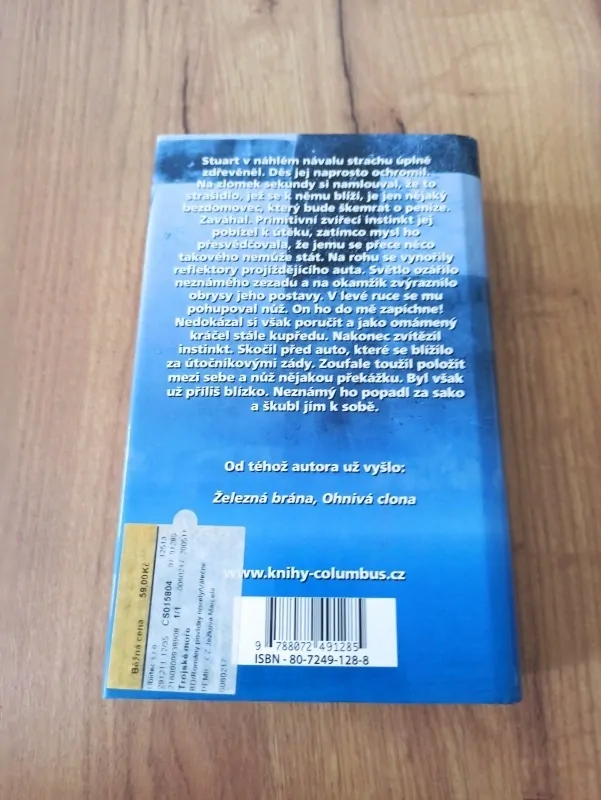 Stuart v náhlém návalu strachu úplně
zdřevěněl. Děs jej naprosto ochromil.
Na zlomek sekundy si namlouval, že to
strašidlo, jež se k němu blíží, je jen nějaký
bezdomovec, který bude škemrat o peníze.
Zaváhal. Primitivní zvířecí instinkt jej
pobízel k útěku, zatímco mysl ho
přesvědčovala, že jemu se přece něco
takového nemůže stát. Na rohu se vynořily
reflektory projíždějícího auta. Světlo ozářilo
neznámého zezadu a na okamžik zvýraznilo
obrysy jeho postavy. V levé ruce se mu
pohupoval nůž. On ho do mě zapíchne!
Nedokázal si však poručit a jako omámený
kráčel stále kupředu. Nakonec zvítězil
instinkt. Skočil před auto, které se blížilo
za útočníkovými zády. Zoufale toužil položit
mezi sebe a nůž nějakou překážku. Byl však
už příliš blízko. Neznámý ho popadl za sako
a škubl jím k sobě.
Od téhož autora už vyšlo:
Železná brána, Ohnivá clona
www.knihy-columbus.cz
9 788072 491285
ISBN - 80-7249-128-8
Běžná cena 59,00Kč
CS015804
1/1
Trojské moře